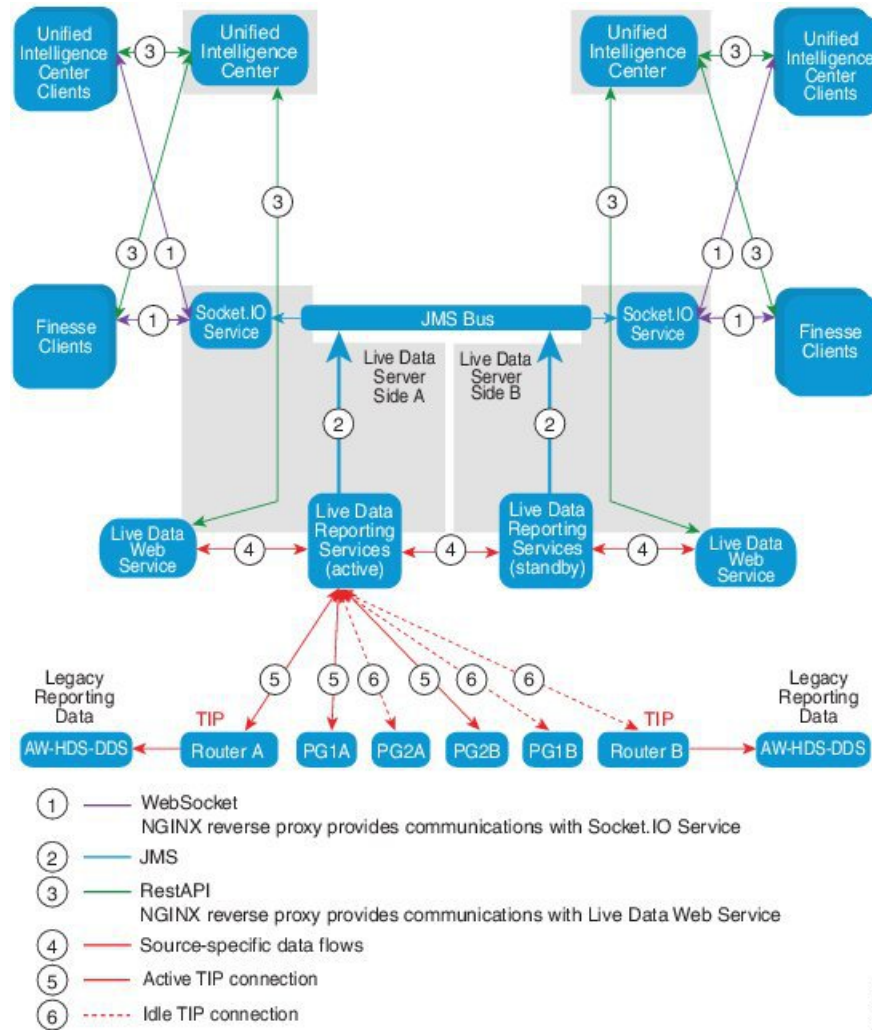 Unified
Intelligence
Center
Clients
3
Unified
Intelligence
Center
Unified
Intelligence
Center
3
Unified
Intelligence
Center
Clients
3
3
3
1
1
3
Finesse
Clients
1
Socket.IO
Service
JMS Bus
Socket.IO
Service
1
Finesse
Clients
Live Data
Server
Side A
Live Data
Server
Side B
2
2
Live Data
Web
Service
4
Live Data
Reporting
Services
(active)
4
Live Data
Reporting
Services
(standby)
4
Live Data
Web
Service
5
5
6
5
6
6
Legacy
Reporting
Data
TIP
TIP
Legacy
Reporting
Data
AW-HDS-DDS
Router A
PG1A
PG2A
PG2B
PG1B
Router B
AW-HDS-DDS
1 WebSocket
NGINX reverse proxy provides communications with Socket.IO Service
2 JMS
3 RestAPI
NGINX reverse proxy provides communications with Live Data Web Service
4 Source-specific data flows
5 Active TIP connection
6 Idle TIP connection